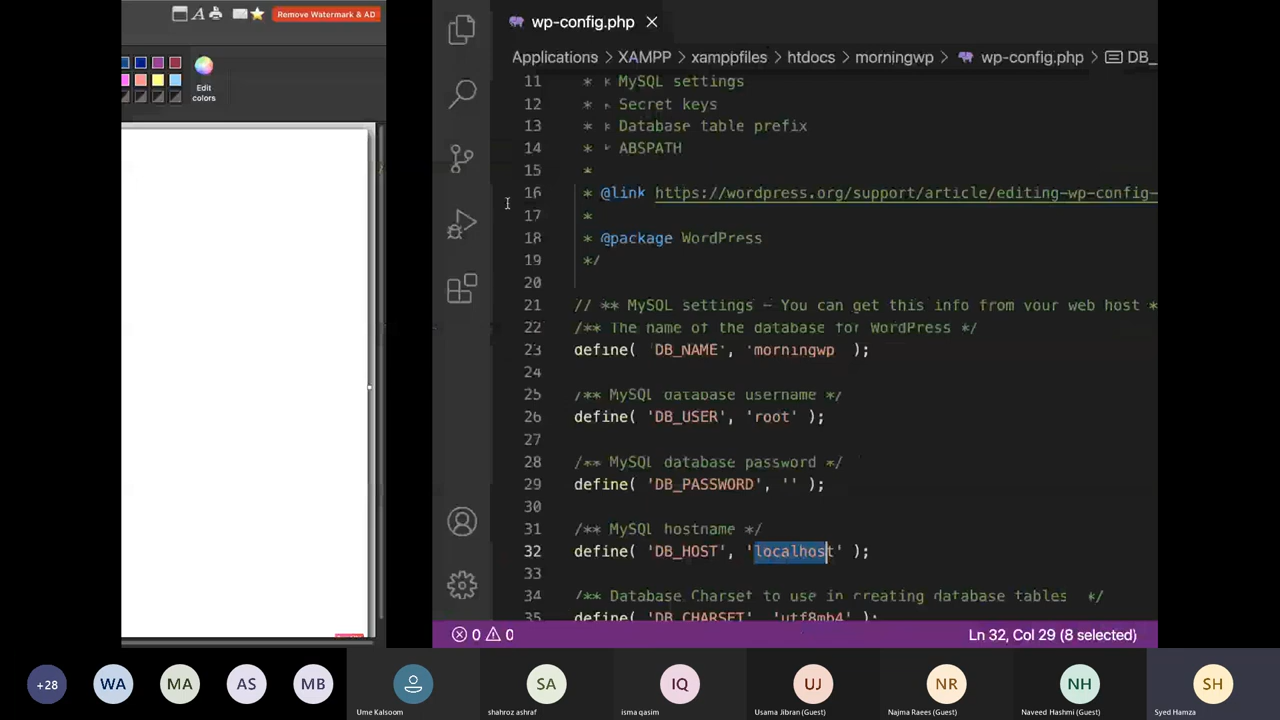 Remove Watermark & AD
Edit
colors
wp-config.php
Applications > XAMPP > xamppfiles > htdocs > morningwp > wp-config.php > DB_
11 * * MySQL settings
12 * * Secret keys
13 * * Database table prefix
14 * * ABSPATH
15 *
16 * @link https://wordpress.org/support/article/editing-wp-config-
17 *
18 * @package WordPress
19 */
20
21 // ** MySQL settings - You can get this info from your web host *
22 /** The name of the database for WordPress */
23 define( 'DB_NAME', 'morningwp' );
24
25 /** MySQL database username */
26 define( 'DB_USER', 'root' );
27
28 /** MySQL database password */
29 define( 'DB_PASSWORD', '' );
30
31 /** MySQL hostname */
32 define( 'DB_HOST', 'localhost' );
33
34 /** Database Charset to use in creating database tables */
35 define( 'DB_CHARSET', 'utf8mb4' );
0 0
Ln 32, Col 29 (8 selected)
+28 WA MA AS MB SA IQ UJ NR NH SH
Ume Kalsoom shahroz ashraf isma qasim Usama Jibran (Guest) Najma Raees (Guest) Naveed Hashmi (Guest) Syed Hamza